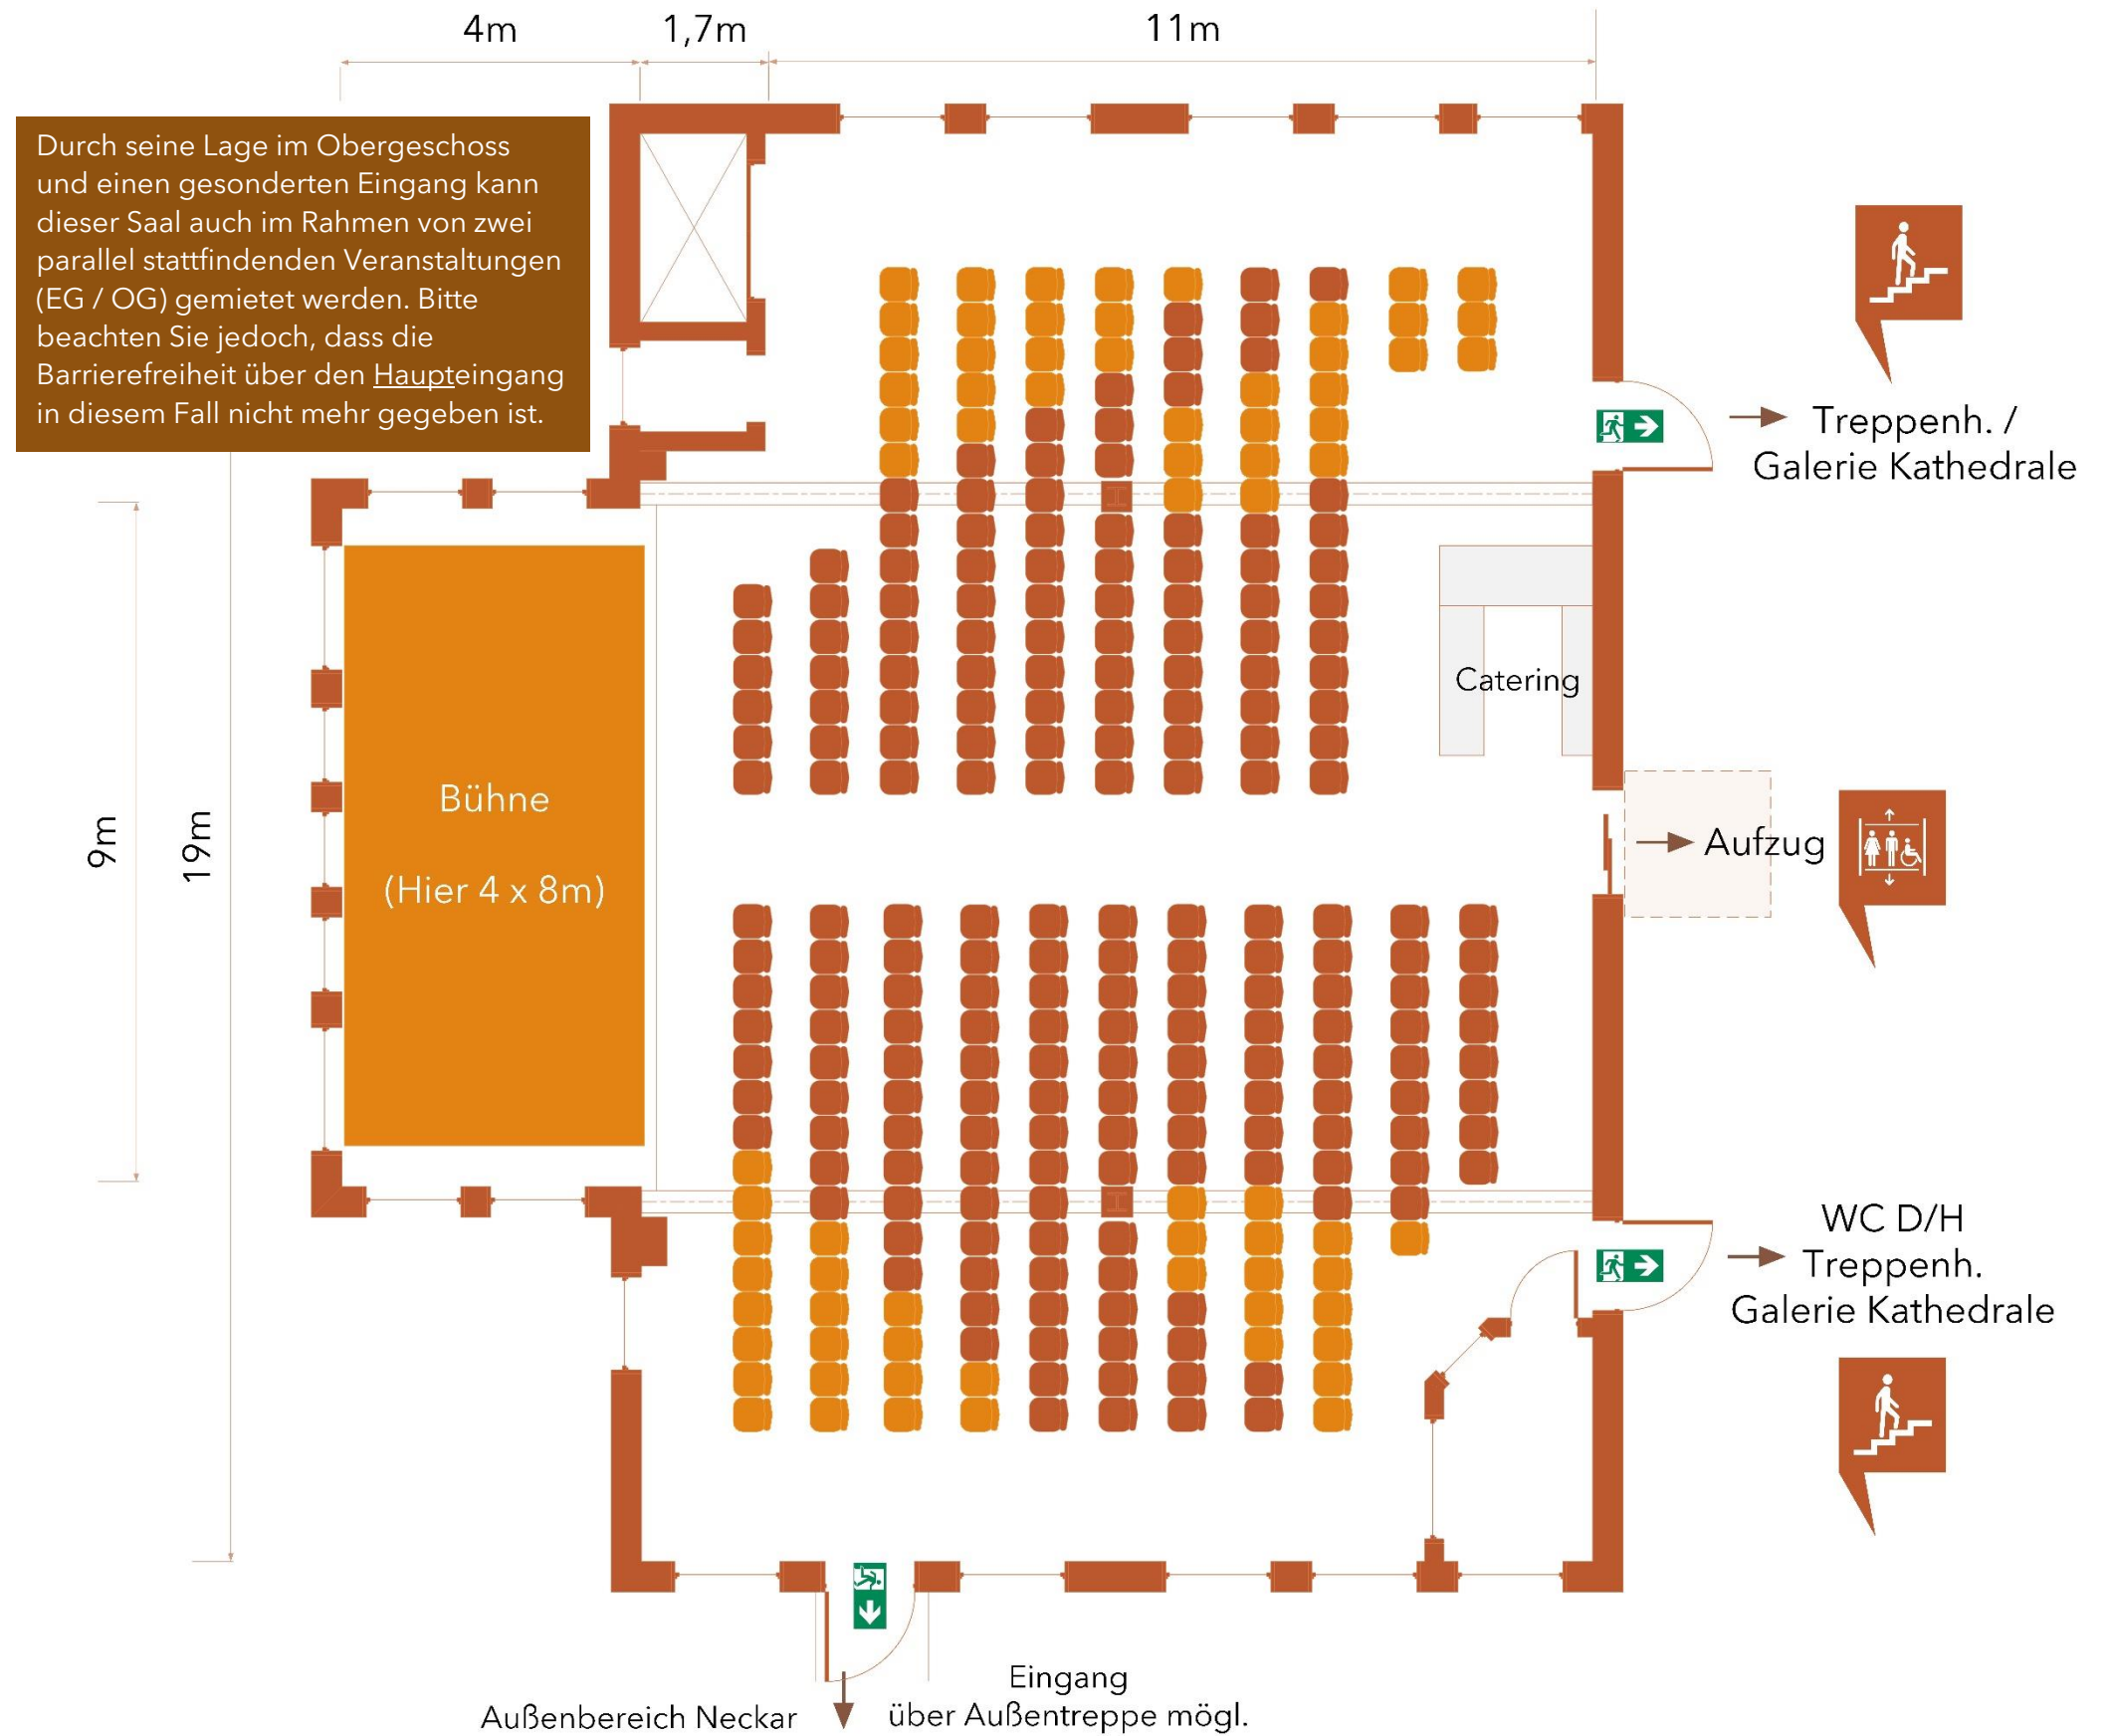 4m
1,7m
11m
Durch seine Lage im Obergeschoss
und einen gesonderten Eingang kann
dieser Saal auch im Rahmen von zwei
parallel stattfindenden Veranstaltungen
(EG / OG) gemietet werden. Bitte
beachten Sie jedoch, dass die
Barrierefreiheit über den Haupteingang
in diesem Fall nicht mehr gegeben ist.
Treppenh. /
Galerie Kathedrale
Catering
Bühne
(Hier 4 x 8m)
9m
19m
Aufzug
WC D/H
Treppenh.
Galerie Kathedrale
Außenbereich Neckar
Eingang
über Außentreppe mögl.